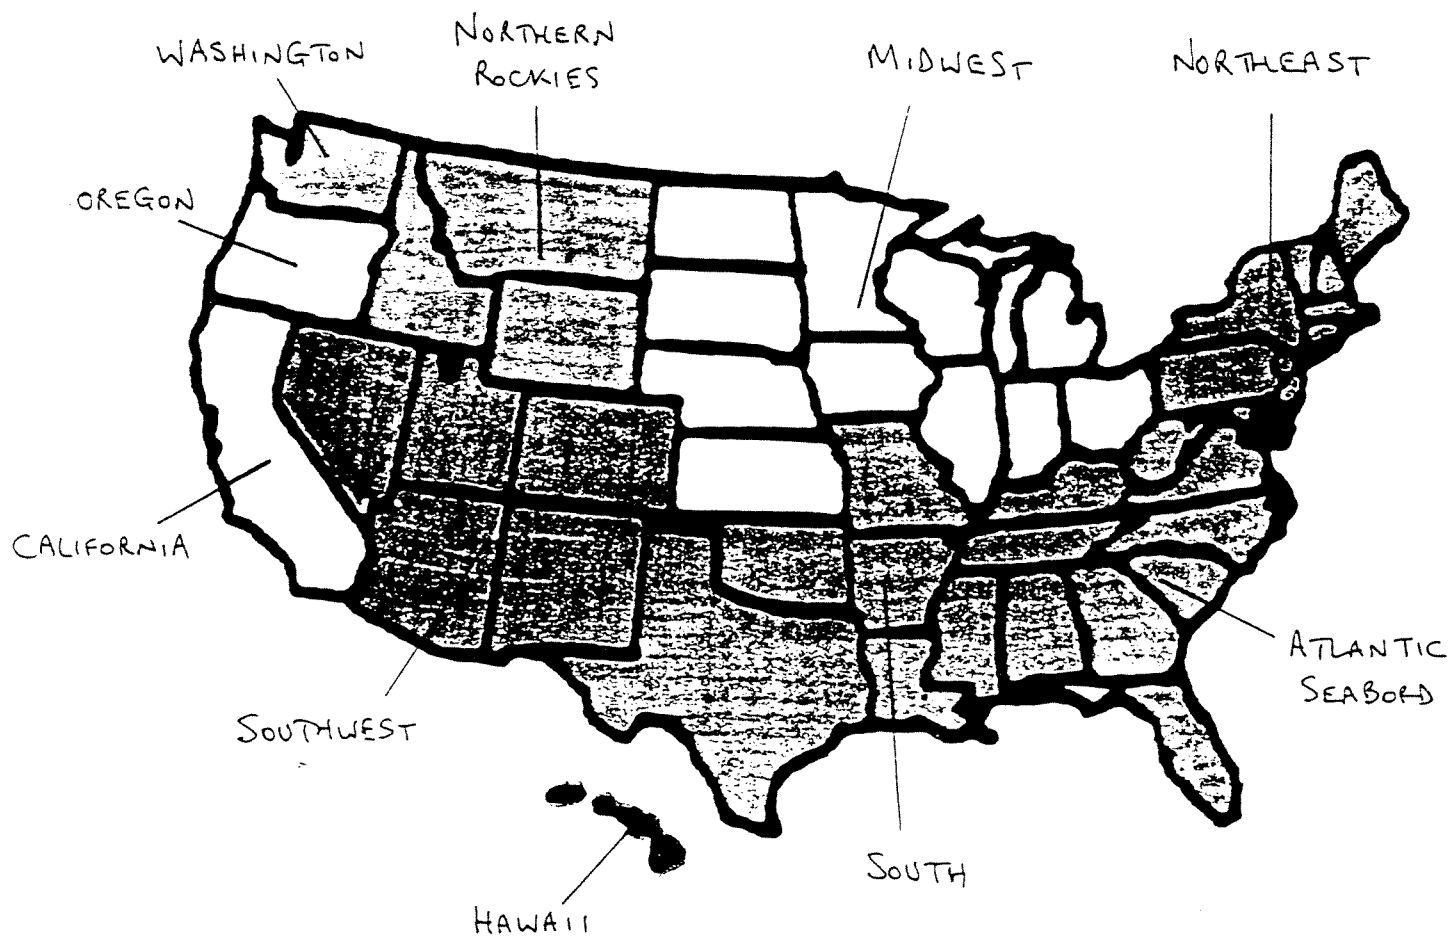 WASHINGTON
NORTHERN
ROCKIES
MIDWEST
NORTHEAST
OREGON
CALIFORNIA
SOUTHWEST
HAWAII
SOUTH
ATLANTIC
SEABORD